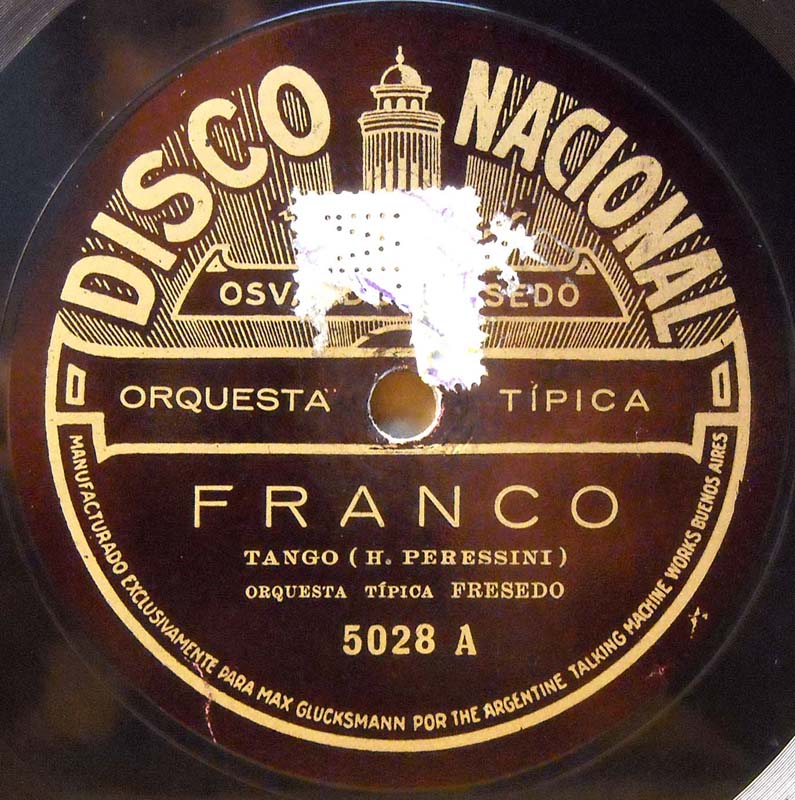 DISCO NACIONAL
ORQUESTA TÍPICA
FRANCO
TANGO (H. PERESSINI)
ORQUESTA TÍPICA FRESEDO
5028 A
MANUFACTURADO EXCLUSIVAMENTE PARA MAX GLUCKSMANN POR THE ARGENTINE TALKING MACHINE WORKS BUENOS AIRES